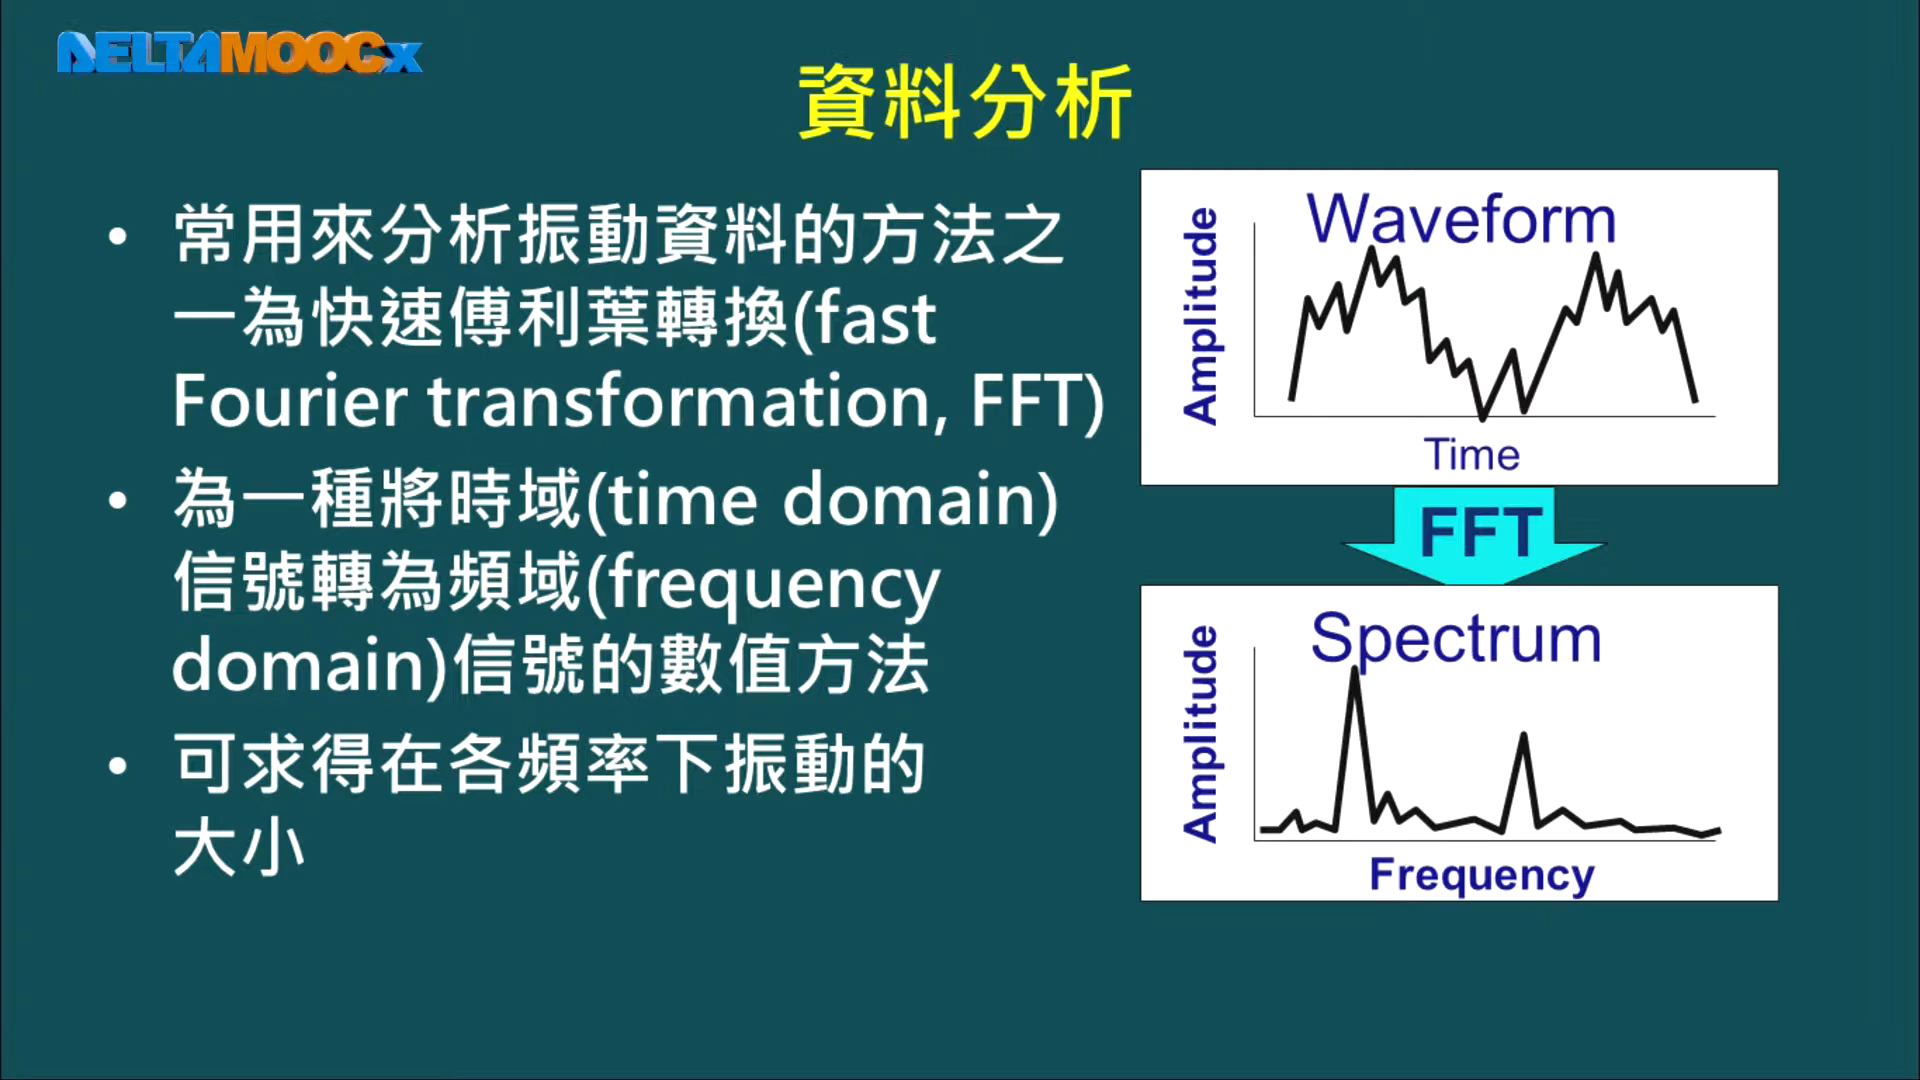 DELTAMOOCx
資料分析
• 常用來分析振動資料的方法之
一為快速傅利葉轉換(fast
Fourier transformation, FFT)
• 為一種將時域(time domain)
信號轉為頻域(frequency
domain)信號的數值方法
• 可求得在各頻率下振動的
大小
Waveform
Amplitude
Time
FFT
Spectrum
Amplitude
Frequency